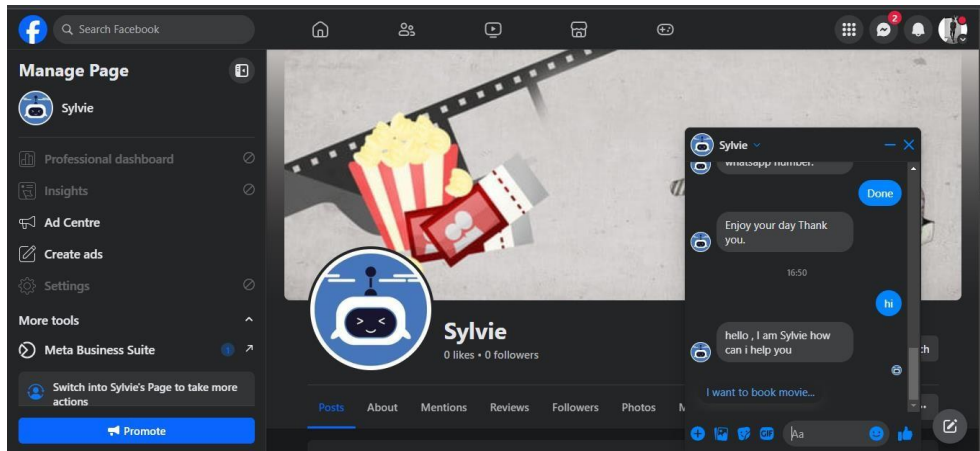 Search Facebook
2
Manage Page
Sylvie
Professional dashboard
Insights
Ad Centre
Create ads
Settings
More tools
Meta Business Suite
1
Switch into Sylvie's Page to take more
actions
Promote
Sylvie
0 likes • 0 followers
Posts About Mentions Reviews Followers Photos M
ch
Sylvie
whatsapp number.
Done
Enjoy your day Thank
you.
16:50
hi
hello , I am Sylvie how
can i help you
I want to book movie...
GIF
Aa